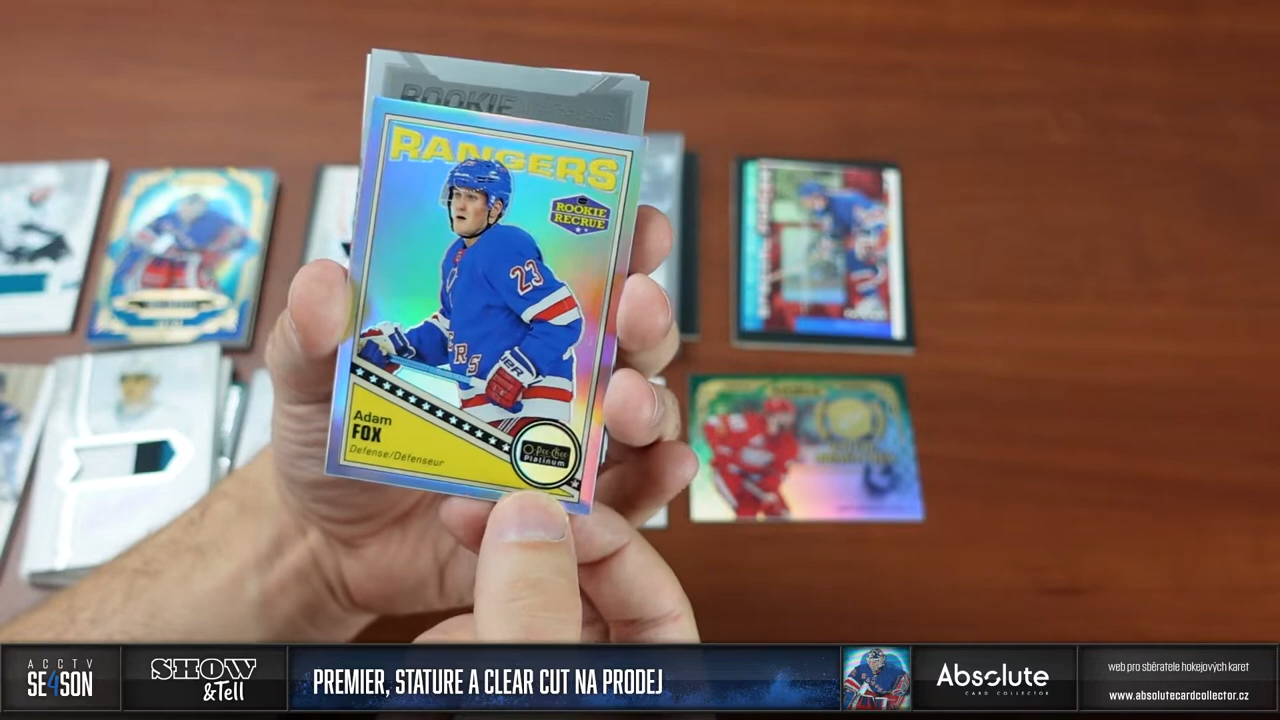 ROOKIE
RANGERS
ROOKIE
RECRUE
23
Adam
FOX
Defense/Défenseur
O-Pee-Chee
Platinum
ACCTV
SE4SON
SHOW
&Tell
PREMIER, STATURE A CLEAR CUT NA PRODEJ
Absolute
CARD COLLECTOR
web pro sběratele hokejových karet
www.absolutecardcollector.cz